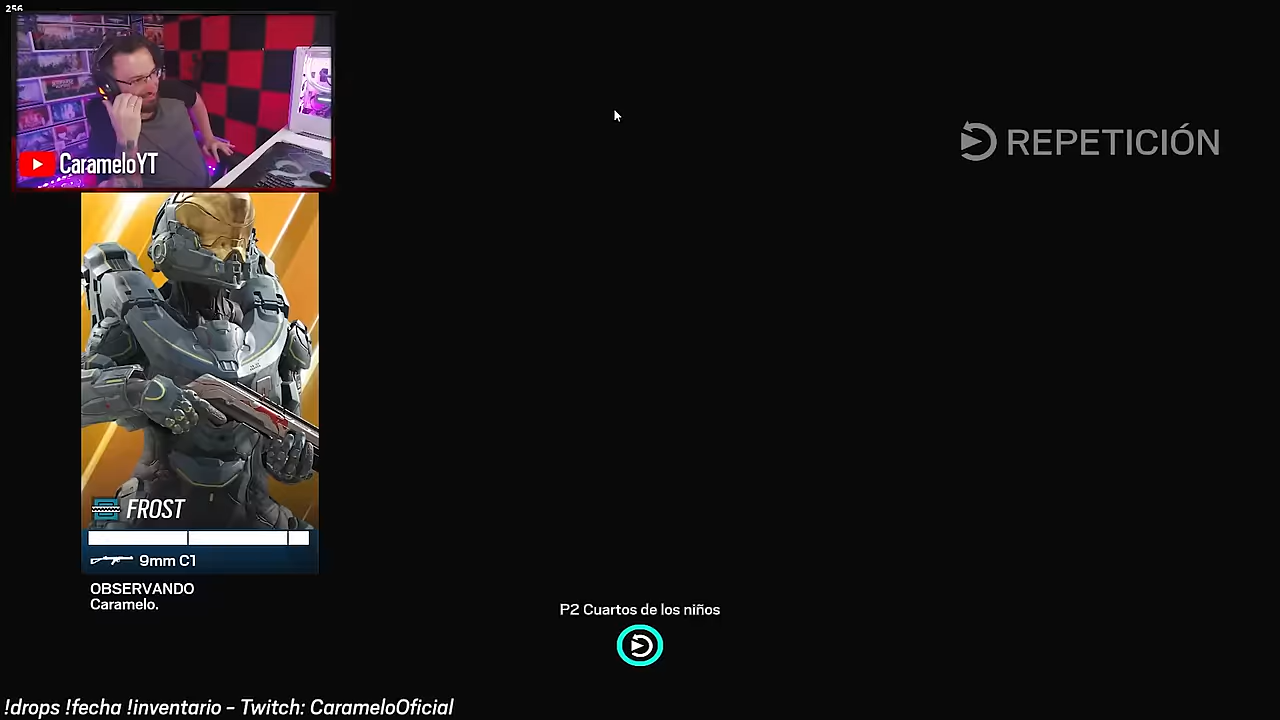 256
CarameloYT
REPETICIÓN
FROST
9mm C1
OBSERVANDO
Caramelo.
P2 Cuartos de los niños
!drops !fecha !inventario - Twitch: CarameloOficial